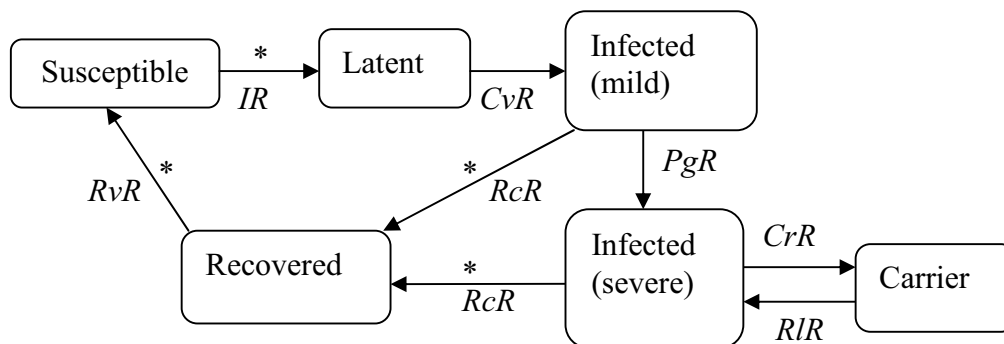 Susceptible
*
IR
Latent
CvR
Infected
(mild)
*
RvR
*
RcR
PgR
Recovered
*
RcR
Infected
(severe)
CrR
RlR
Carrier